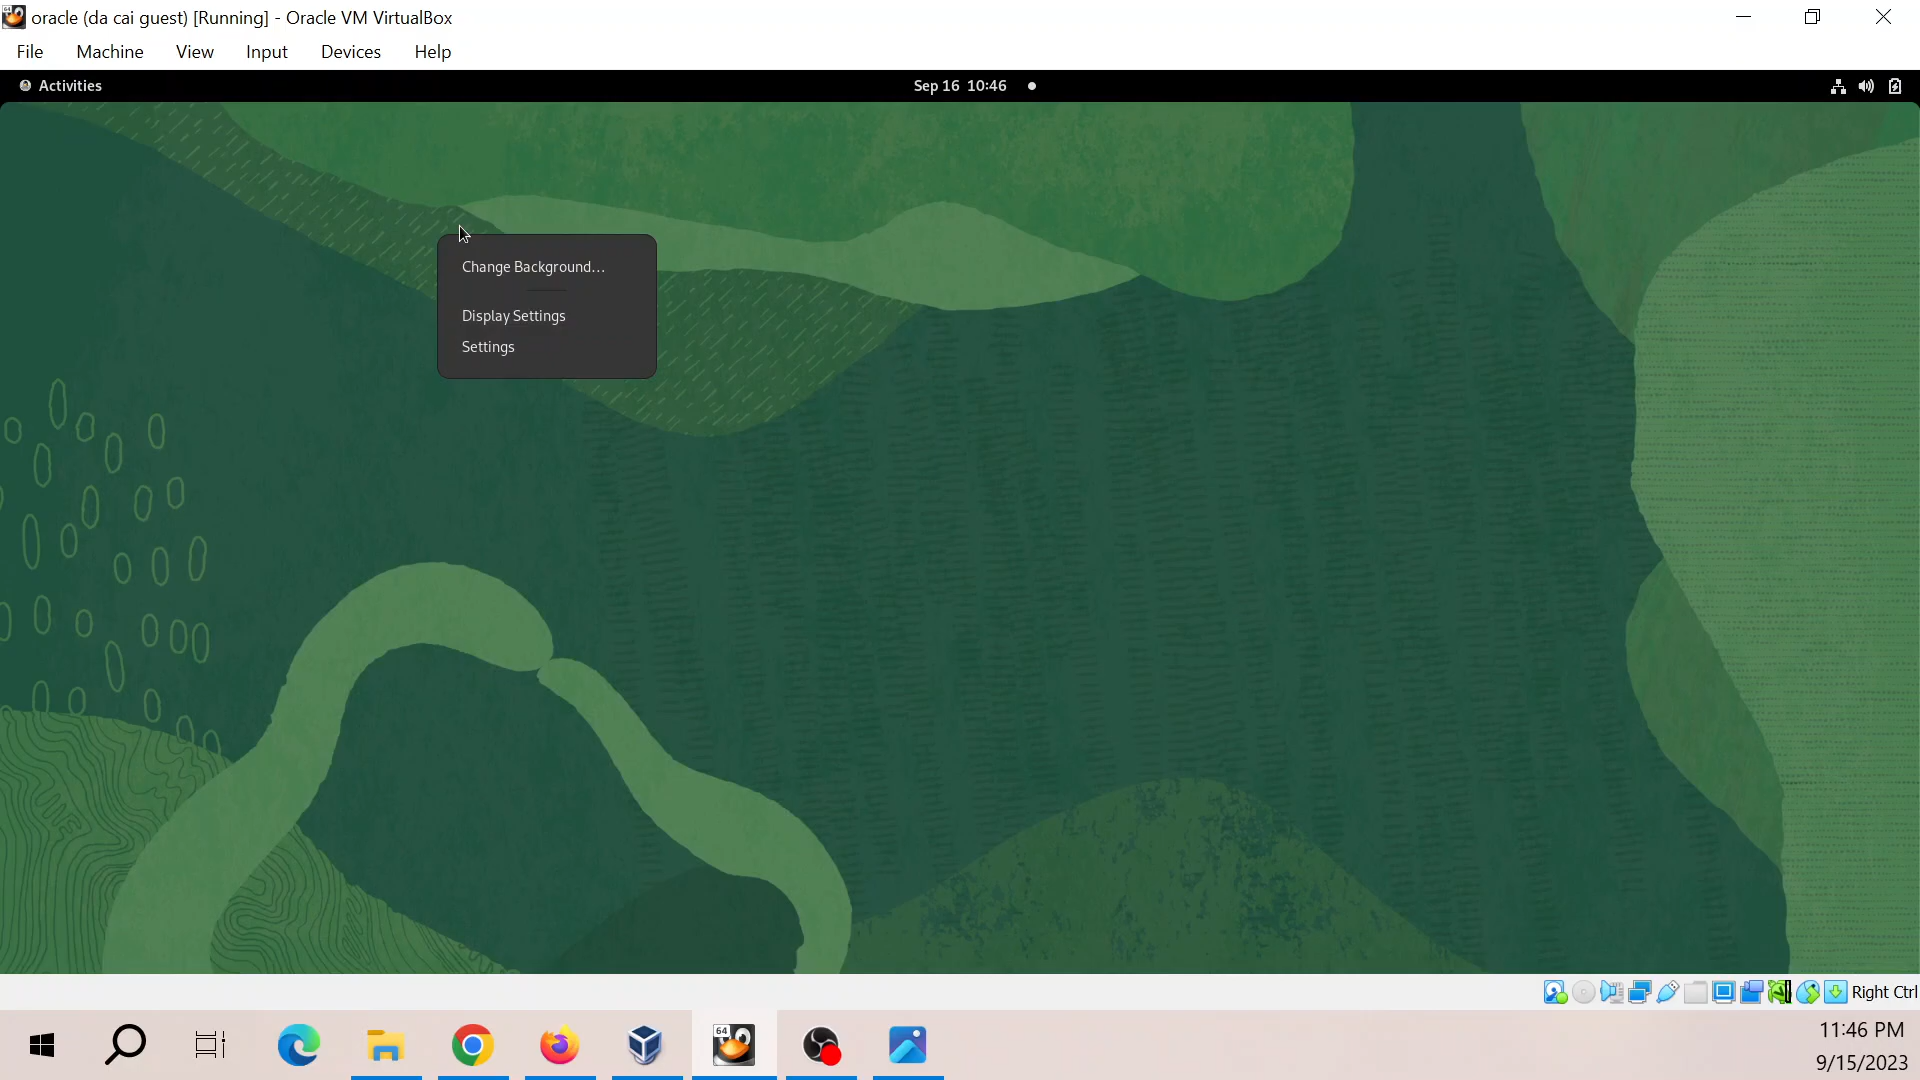 oracle (da cai guest) [Running] - Oracle VM VirtualBox
File Machine View Input Devices Help
Activities
Sep 16 10:46
Change Background…
Display Settings
Settings
Right Ctrl
64
11:46 PM
9/15/2023